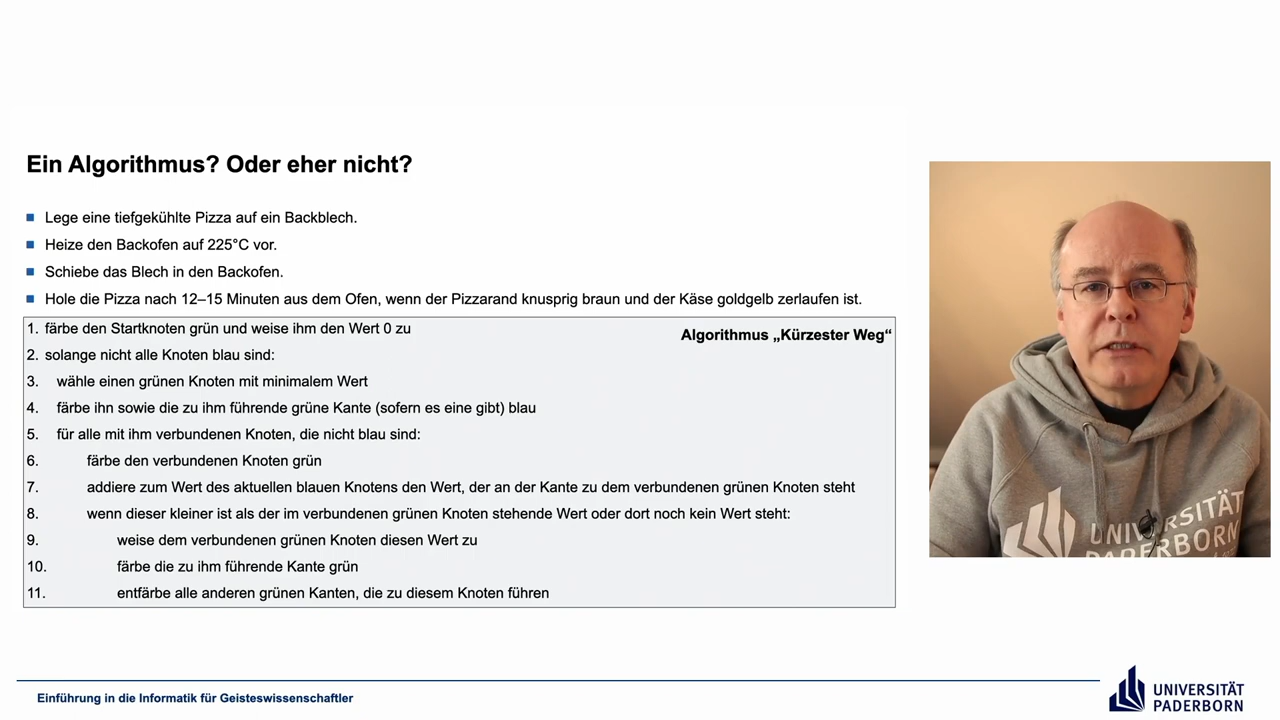 Ein Algorithmus? Oder eher nicht?
Lege eine tiefgekühlte Pizza auf ein Backblech.
Heize den Backofen auf 225°C vor.
Schiebe das Blech in den Backofen.
Hole die Pizza nach 12–15 Minuten aus dem Ofen, wenn der Pizzarand knusprig braun und der Käse goldgelb zerlaufen ist.
Algorithmus „Kürzester Weg“
1. färbe den Startknoten grün und weise ihm den Wert 0 zu
2. solange nicht alle Knoten blau sind:
3. wähle einen grünen Knoten mit minimalem Wert
4. färbe ihn sowie die zu ihm führende grüne Kante (sofern es eine gibt) blau
5. für alle mit ihm verbundenen Knoten, die nicht blau sind:
6. färbe den verbundenen Knoten grün
7. addiere zum Wert des aktuellen blauen Knotens den Wert, der an der Kante zu dem verbundenen grünen Knoten steht
8. wenn dieser kleiner ist als der im verbundenen grünen Knoten stehende Wert oder dort noch kein Wert steht:
9. weise dem verbundenen grünen Knoten diesen Wert zu
10. färbe die zu ihm führende Kante grün
11. entfärbe alle anderen grünen Kanten, die zu diesem Knoten führen
UNIVERSITÄT
PADERBORN
Einführung in die Informatik für Geisteswissenschaftler
UNIVERSITÄT
PADERBORN